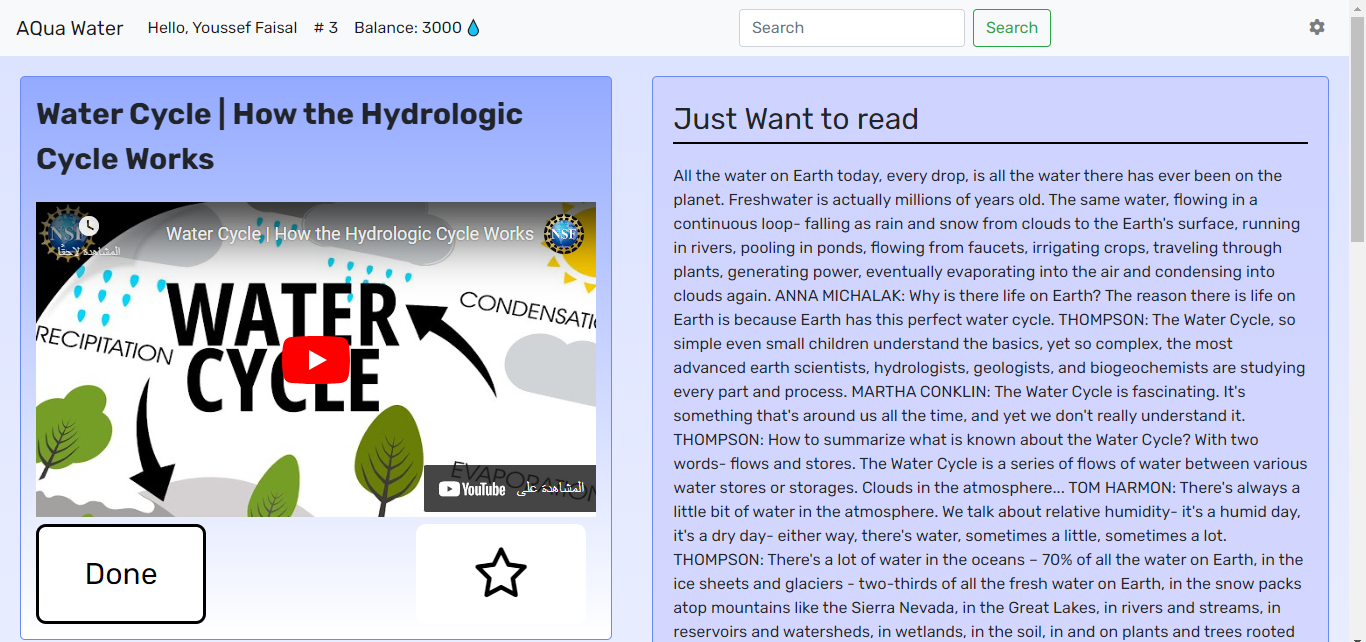 AQua Water
Hello, Youssef Faisal
# 3
Balance: 3000
Search
Search
Water Cycle | How the Hydrologic
Cycle Works
NSF
المشاهدة لاحقًا
Water Cycle | How the Hydrologic Cycle Works
NSF
WATER
CYCLE
CONDENSATI
RECIPITATION
EVAPORATION
YouTube المشاهدة على
Done
Just Want to read
All the water on Earth today, every drop, is all the water there has ever been on the
planet. Freshwater is actually millions of years old. The same water, flowing in a
continuous loop- falling as rain and snow from clouds to the Earth's surface, running
in rivers, pooling in ponds, flowing from faucets, irrigating crops, traveling through
plants, generating power, eventually evaporating into the air and condensing into
clouds again. ANNA MICHALAK: Why is there life on Earth? The reason there is life on
Earth is because Earth has this perfect water cycle. THOMPSON: The Water Cycle, so
simple even small children understand the basics, yet so complex, the most
advanced earth scientists, hydrologists, geologists, and biogeochemists are studying
every part and process. MARTHA CONKLIN: The Water Cycle is fascinating. It's
something that's around us all the time, and yet we don't really understand it.
THOMPSON: How to summarize what is known about the Water Cycle? With two
words- flows and stores. The Water Cycle is a series of flows of water between various
water stores or storages. Clouds in the atmosphere... TOM HARMON: There's always a
little bit of water in the atmosphere. We talk about relative humidity- it's a humid day,
it's a dry day- either way, there's water, sometimes a little, sometimes a lot.
THOMPSON: There's a lot of water in the oceans – 70% of all the water on Earth, in the
ice sheets and glaciers - two-thirds of all the fresh water on Earth, in the snow packs
atop mountains like the Sierra Nevada, in the Great Lakes, in rivers and streams, in
reservoirs and watersheds, in wetlands, in the soil, in and on plants and trees rooted